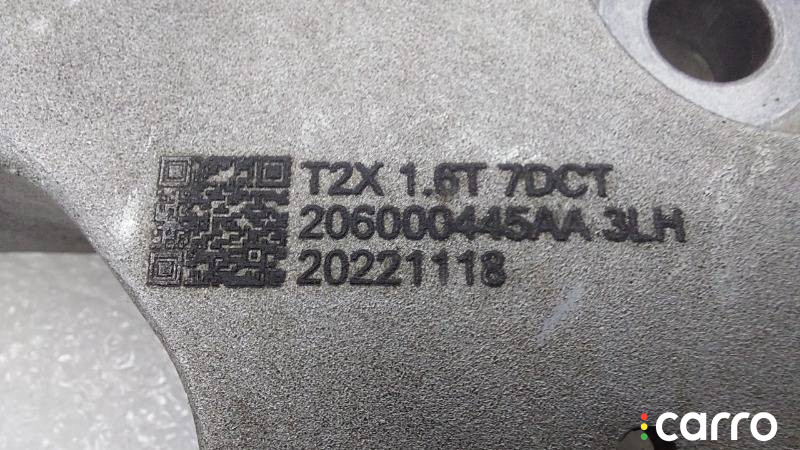 T2X 1.6T 7DCT
206000445AA 3LH
20221118
carro